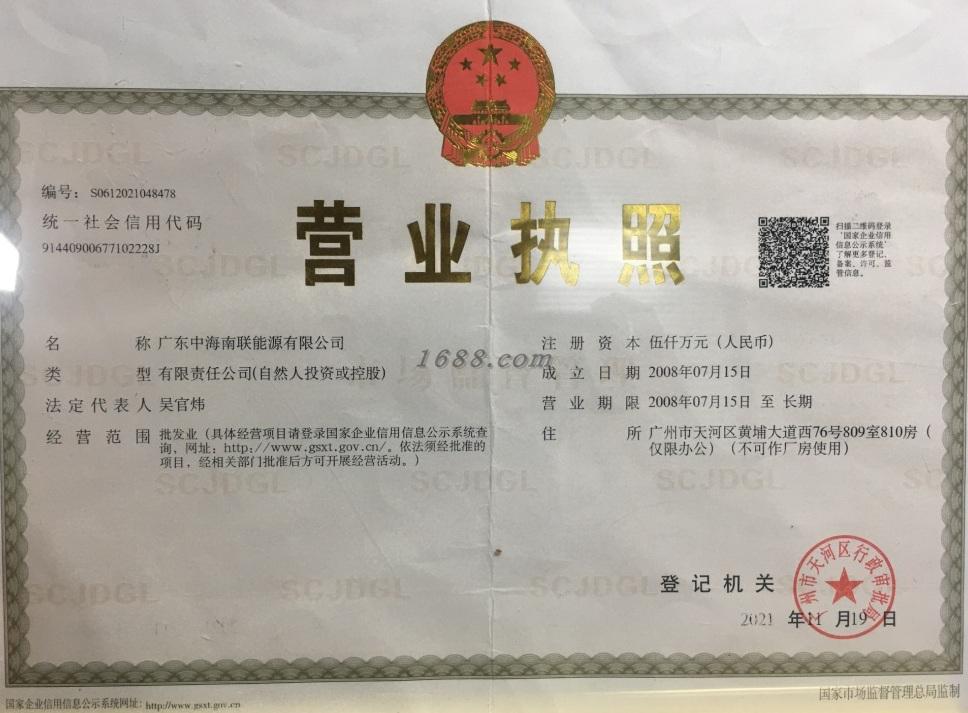 编号: S0612021048478
统一社会信用代码
91440900677102228J
营业执照
扫描二维码登录
'国家企业信用
信息公示系统'
了解更多登记、
备案、许可、监
管信息。
名称 广东中海南联能源有限公司
类型 有限责任公司(自然人投资或控股)
法定代表人 吴官炜
经营范围 批发业（具体经营项目请登录国家企业信用信息公示系统查
询，网址: http://www.gsxt.gov.cn/。依法须经批准的
项目，经相关部门批准后方可开展经营活动。）
注册资本 伍仟万元（人民币）
成立日期 2008年07月15日
营业期限 2008年07月15日 至 长期
住所 广州市天河区黄埔大道西76号809室810房（
仅限办公）（不可作厂房使用）
1688.com
SCJDGL
市场监督管理
登记机关
广州市天河区行政审批局
2021 年11 月19 日
国家企业信用信息公示系统网址: http://www.gsxt.gov.cn
国家市场监督管理总局监制